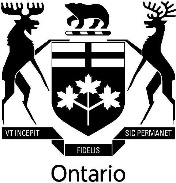 VT INCEPIT
SIC PERMANET
FIDELIS
Ontario